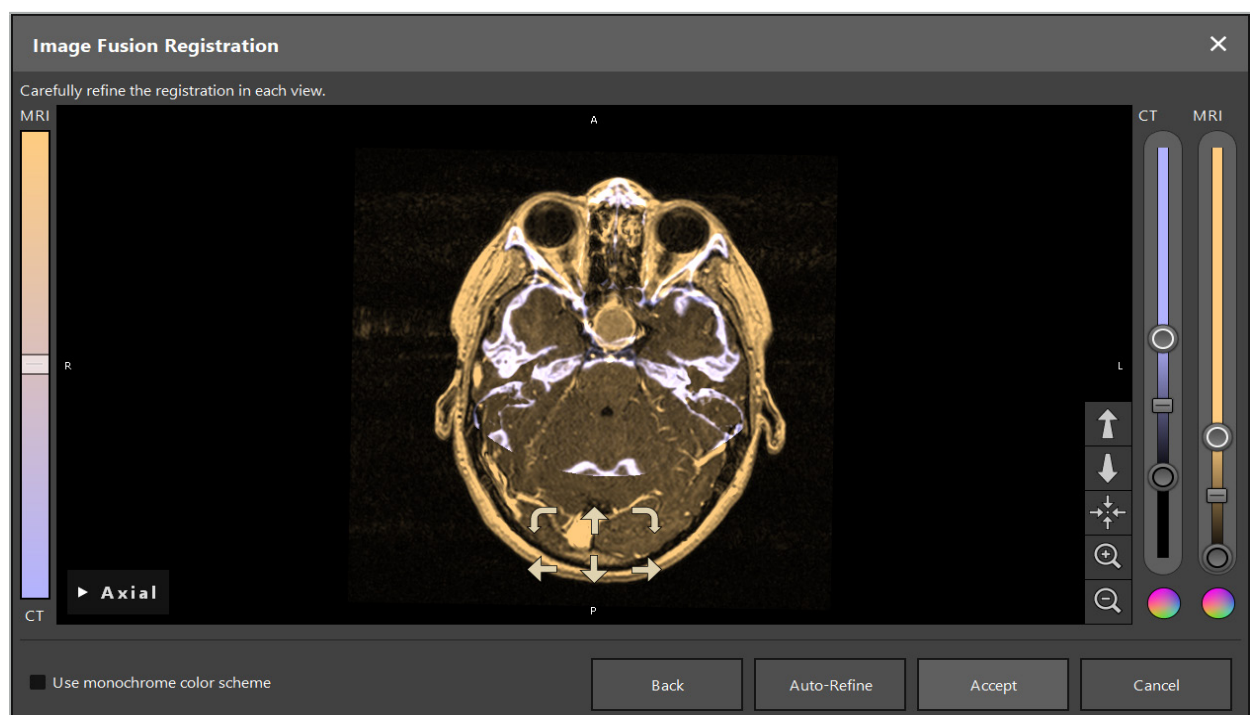 Image Fusion Registration
Carefully refine the registration in each view.
MRI
CT
MRI
A
R
L
Axial
P
CT
Use monochrome color scheme
Back
Auto-Refine
Accept
Cancel